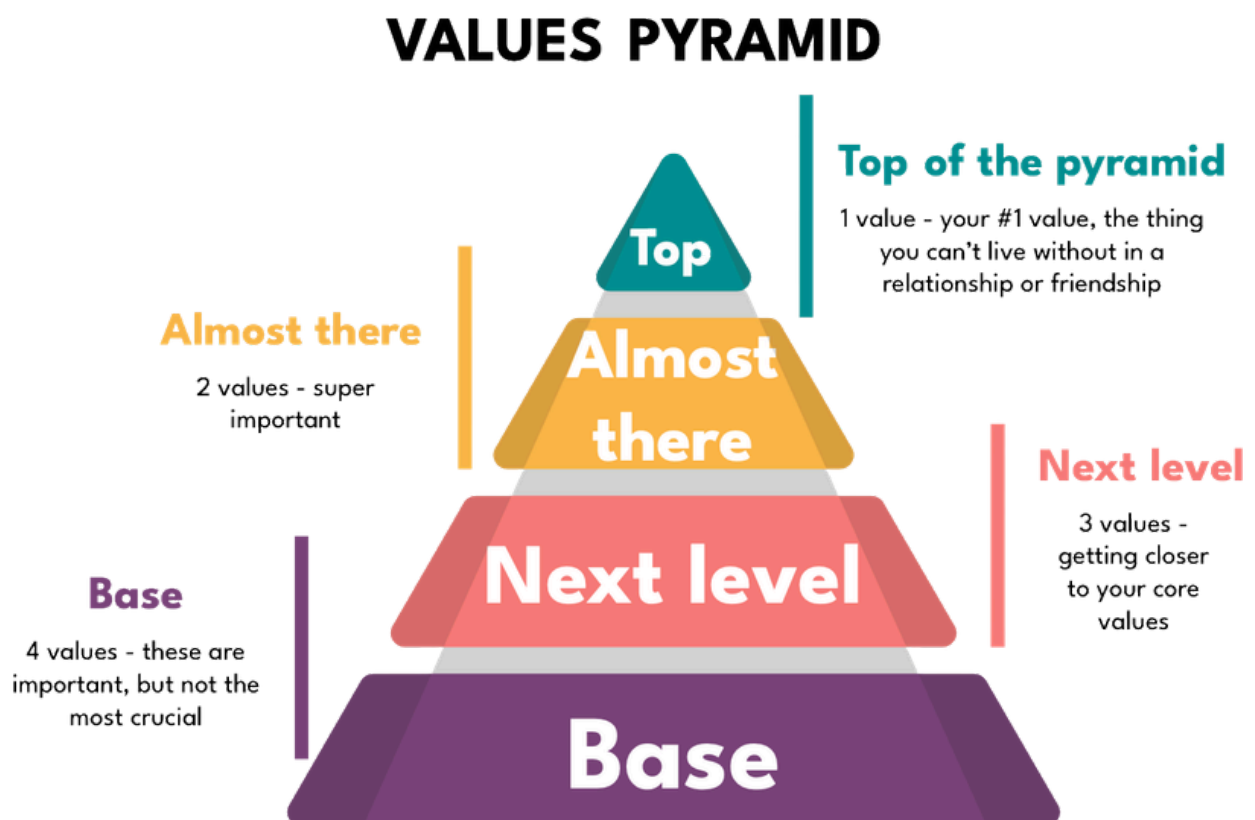 VALUES PYRAMID
Top of the pyramid
1 value - your #1 value, the thing
you can't live without in a
relationship or friendship
Top
Almost there
2 values - super
important
Almost
there
Next level
3 values -
getting closer
to your core
values
Next level
Base
4 values - these are
important, but not the
most crucial
Base